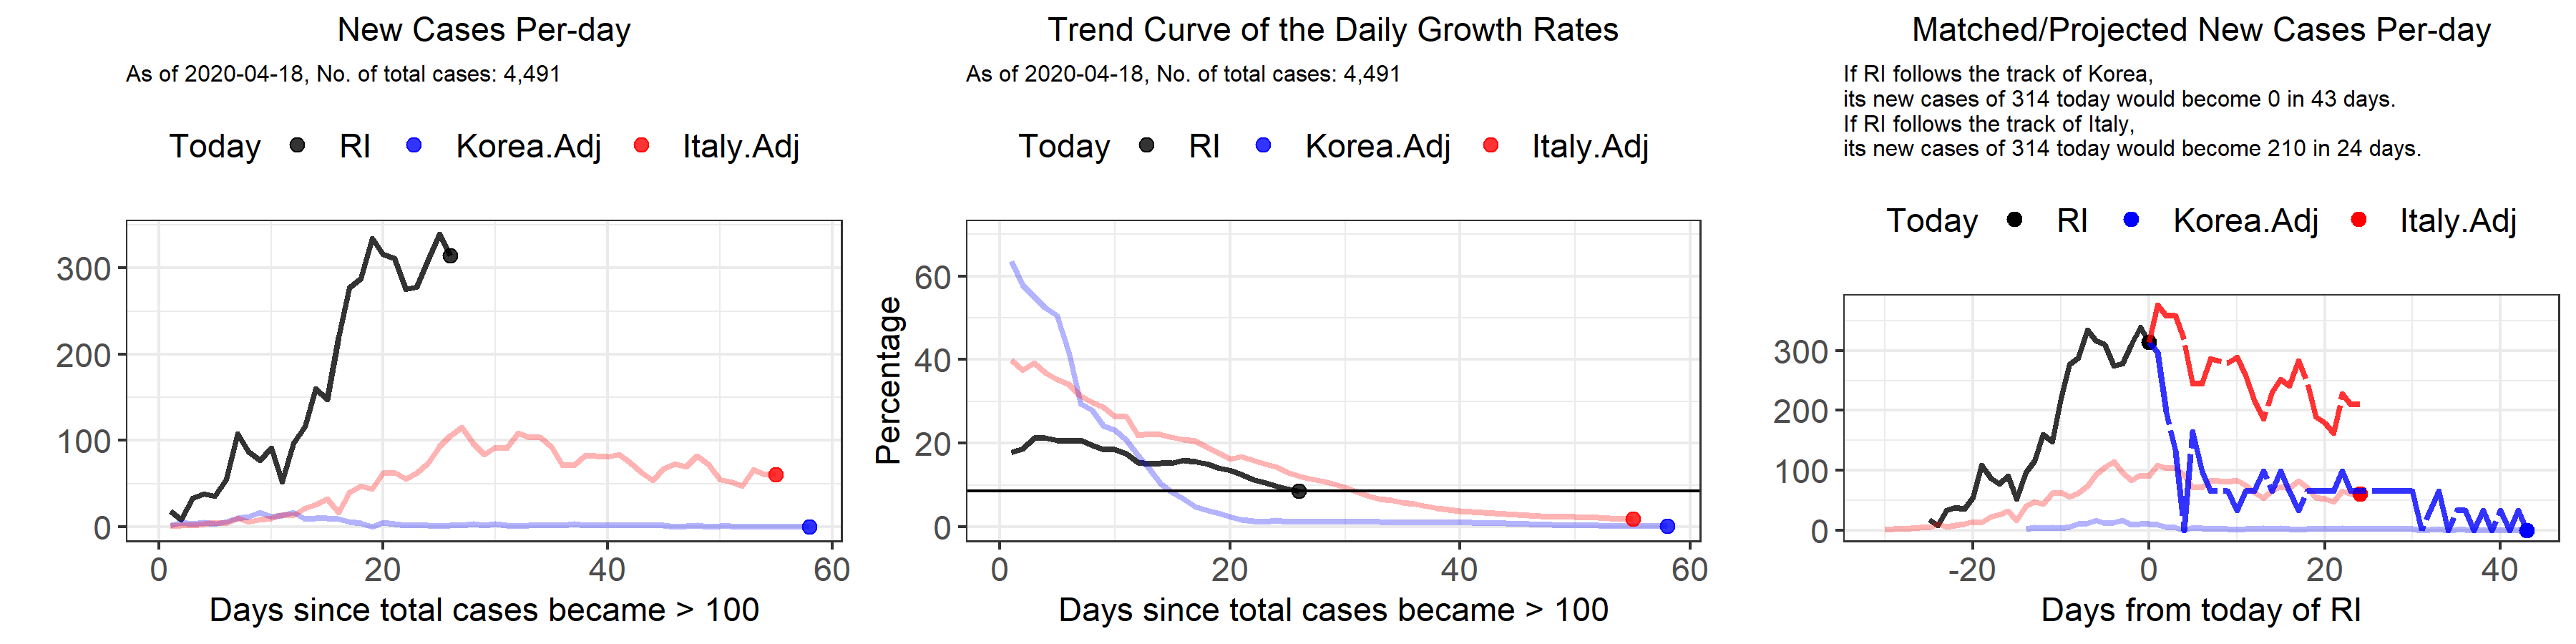 New Cases Per-day
As of 2020-04-18, No. of total cases: 4,491
Today RI Korea.Adj Italy.Adj
300
200
100
0
0 20 40 60
Days since total cases became > 100
Trend Curve of the Daily Growth Rates
As of 2020-04-18, No. of total cases: 4,491
Today RI Korea.Adj Italy.Adj
Percentage
60
40
20
0
0 20 40 60
Days since total cases became > 100
Matched/Projected New Cases Per-day
If RI follows the track of Korea,
its new cases of 314 today would become 0 in 43 days.
If RI follows the track of Italy,
its new cases of 314 today would become 210 in 24 days.
Today RI Korea.Adj Italy.Adj
300
200
100
0
-20 0 20 40
Days from today of RI